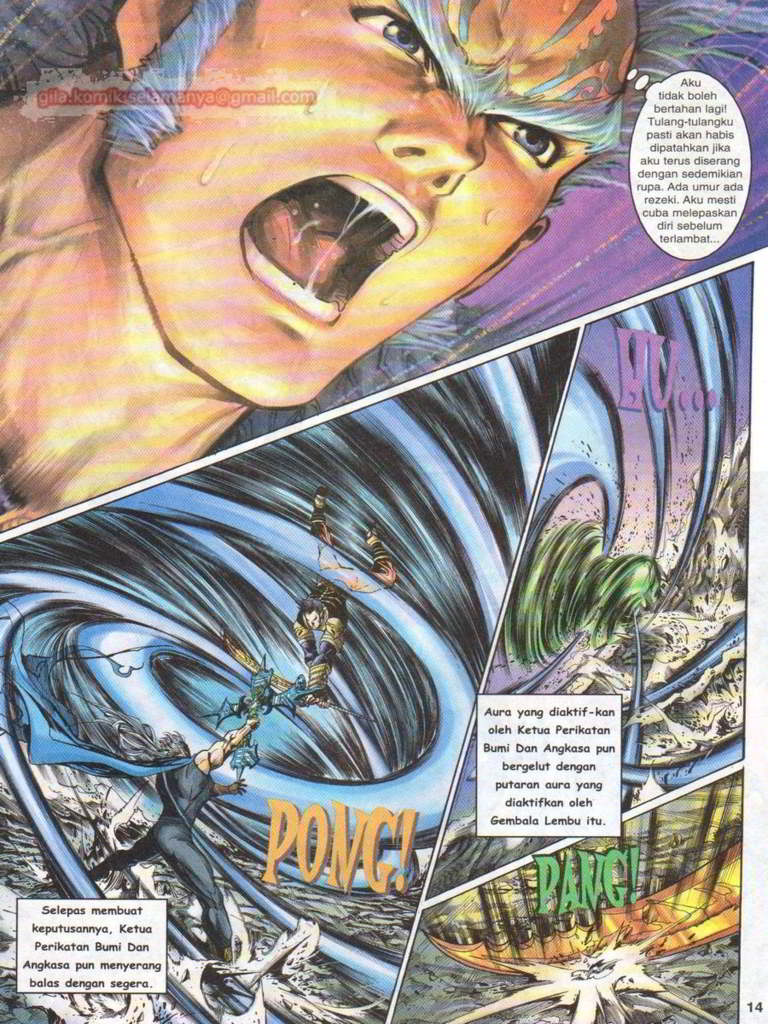 gila.komik.selamanya@gmail.com
Aku
tidak boleh
bertahan lagi!
Tulang-tulangku
pasti akan habis
dipatahkan jika
aku terus diserang
dengan sedemikian
rupa. Ada umur ada
rezeki. Aku mesti
cuba melepaskan
diri sebelum
terlambat...
PONG!
Selepas membuat
keputusannya, Ketua
Perikatan Bumi Dan
Angkasa pun menyerang
balas dengan segera.
Aura yang diaktif-kan
oleh Ketua Perikatan
Bumi Dan Angkasa pun
bergelut dengan
putaran aura yang
diaktifkan oleh
Gembala Lembu itu.
PANG!
14